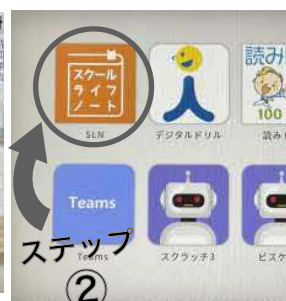 スクール
ライフ
ノート
SLN
デジタルドリル
読み
100
読み
Teams
Teams
スクラッチ3
ビスケ
ステップ
②